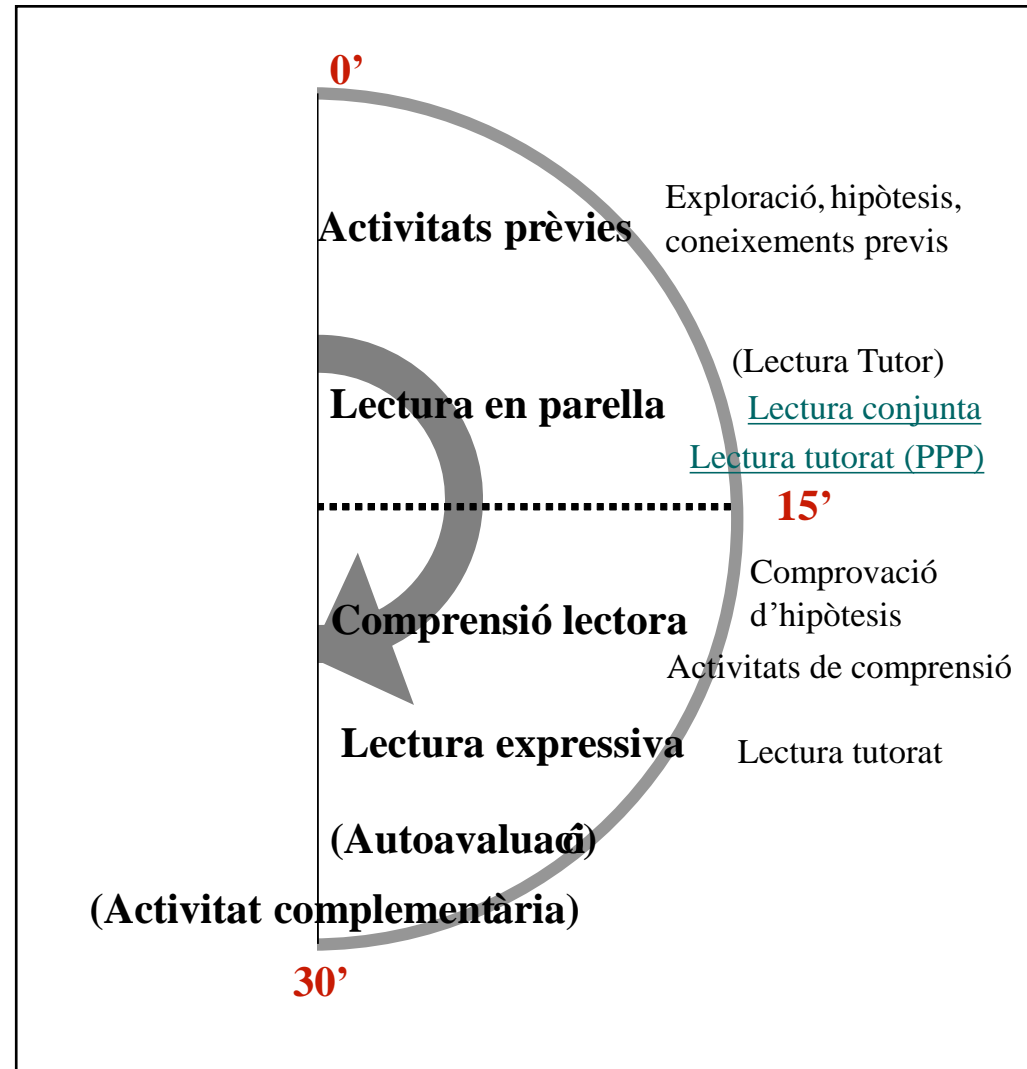 0’
Activitats prèvies
Exploració, hipòtesis,
coneixements previs
(Lectura Tutor)
Lectura en parella
Lectura conjunta
Lectura tutorat (PPP)
15’
Comprovació
d’hipòtesis
Comprensió lectora
Activitats de comprensió
Lectura expressiva
Lectura tutorat
(Autoavaluació)
(Activitat complementària)
30’